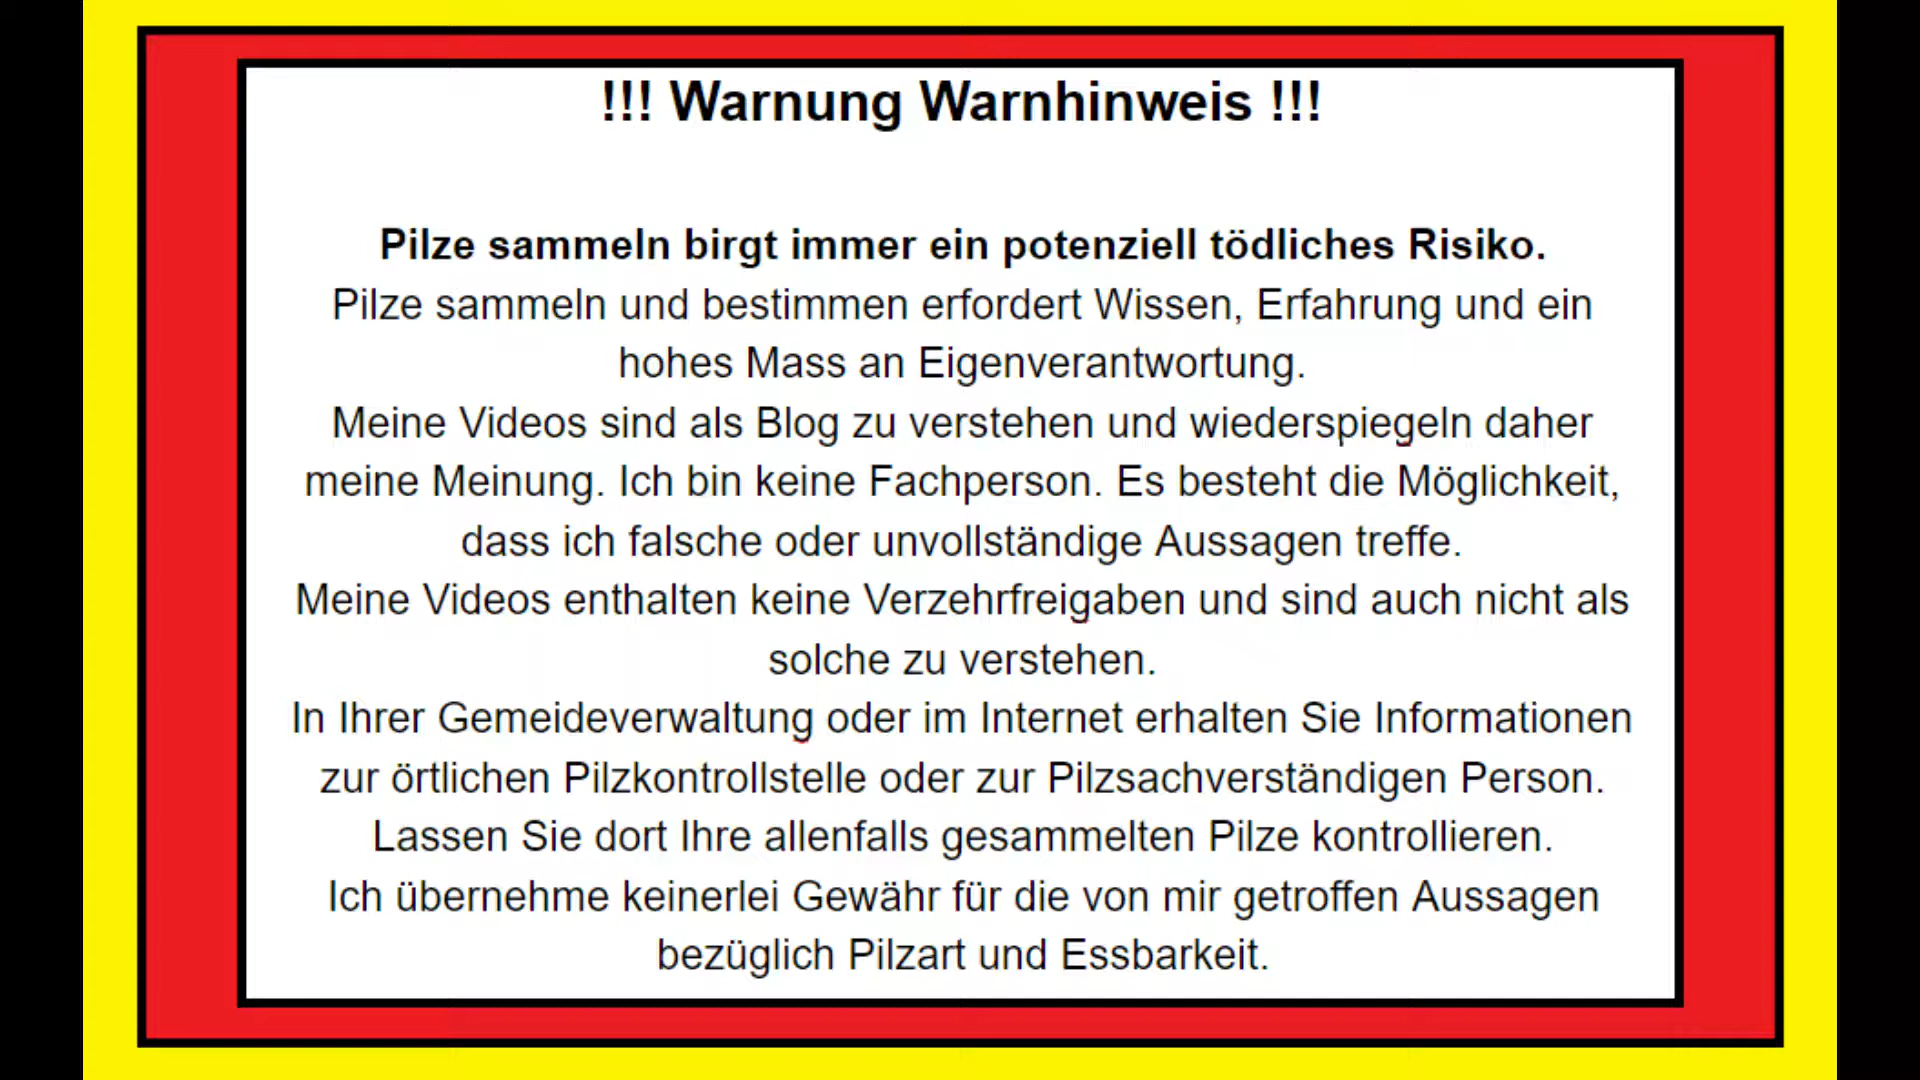 !!! Warnung Warnhinweis !!!
Pilze sammeln birgt immer ein potenziell tödliches Risiko.
Pilze sammeln und bestimmen erfordert Wissen, Erfahrung und ein
hohes Mass an Eigenverantwortung.
Meine Videos sind als Blog zu verstehen und wiederspiegeln daher
meine Meinung. Ich bin keine Fachperson. Es besteht die Möglichkeit,
dass ich falsche oder unvollständige Aussagen treffe.
Meine Videos enthalten keine Verzehrfreigaben und sind auch nicht als
solche zu verstehen.
In Ihrer Gemeideverwaltung oder im Internet erhalten Sie Informationen
zur örtlichen Pilzkontrollstelle oder zur Pilzsachverständigen Person.
Lassen Sie dort Ihre allenfalls gesammelten Pilze kontrollieren.
Ich übernehme keinerlei Gewähr für die von mir getroffen Aussagen
bezüglich Pilzart und Essbarkeit.